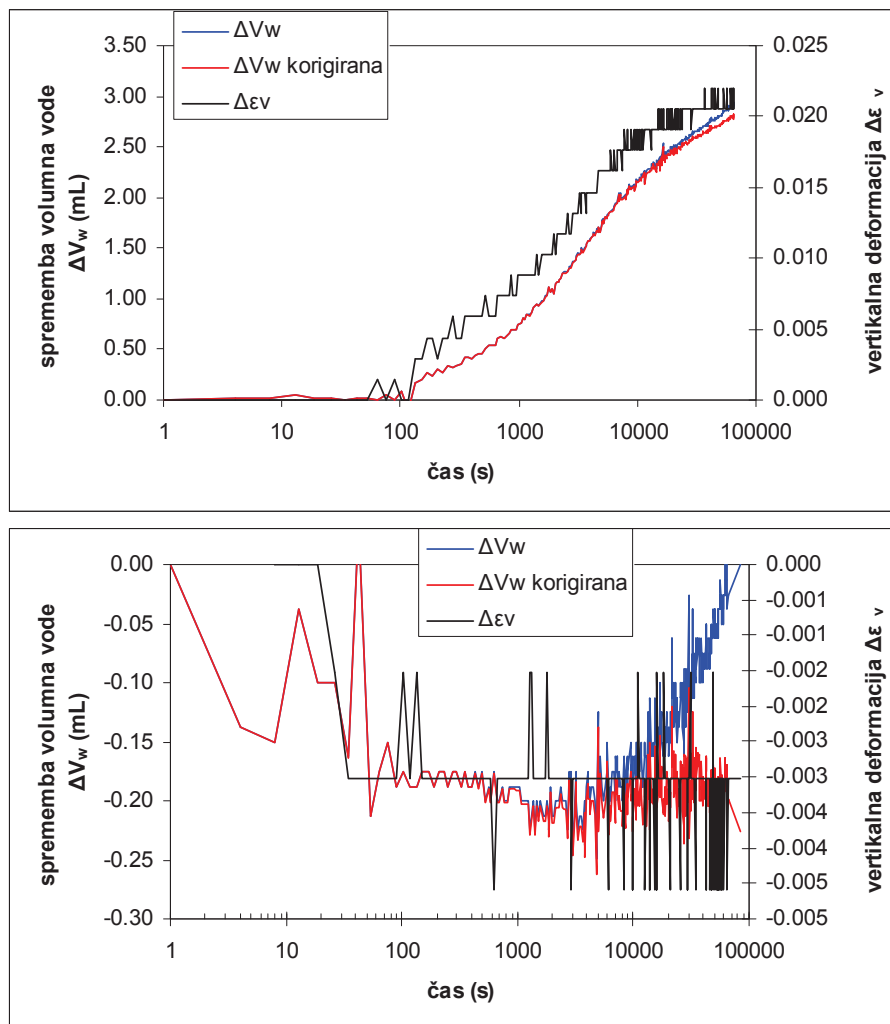 ΔVw
ΔVw korigirana
Δεv
sprememba volumna vode
ΔVw (mL)
3.50
3.00
2.50
2.00
1.50
1.00
0.50
0.00
0.025
0.020
0.015
0.010
0.005
0.000
vertikalna deformacija Δε v
1 10 100 1000 10000 100000
čas (s)
ΔVw
ΔVw korigirana
Δεv
sprememba volumna vode
ΔVw (mL)
0.00
-0.05
-0.10
-0.15
-0.20
-0.25
-0.30
0.000
-0.001
-0.001
-0.002
-0.002
-0.003
-0.003
-0.004
-0.004
-0.005
-0.005
vertikalna deformacija Δε v
1 10 100 1000 10000 100000
čas (s)